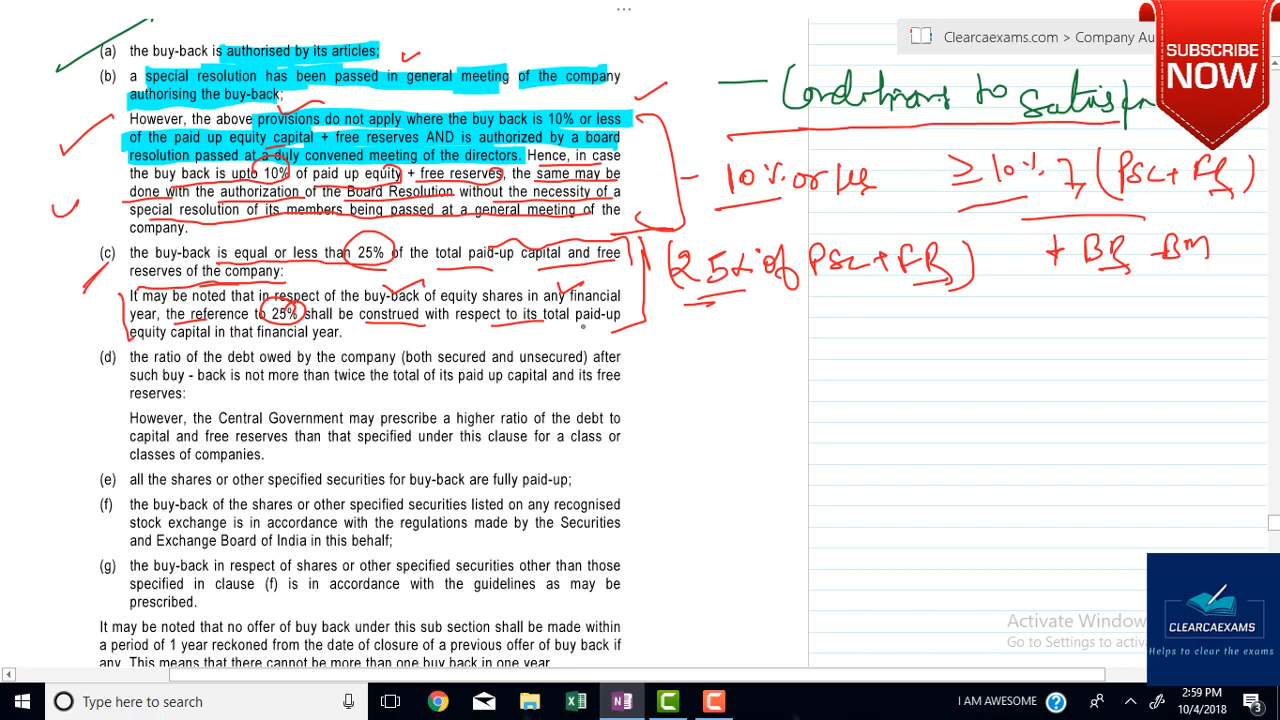 (a) the buy-back is authorised by its articles;
(b) a special resolution has been passed in general meeting of the company
authorising the buy-back;
However, the above provisions do not apply where the buy back is 10% or less
of the paid up equity capital + free reserves AND is authorized by a board
resolution passed at a duly convened meeting of the directors. Hence, in case
the buy back is upto 10% of paid up equity + free reserves, the same may be
done with the authorization of the Board Resolution without the necessity of a
special resolution of its members being passed at a general meeting of the
company.
(c) the buy-back is equal or less than 25% of the total paid-up capital and free
reserves of the company:
It may be noted that in respect of the buy-back of equity shares in any financial
year, the reference to 25% shall be construed with respect to its total paid-up
equity capital in that financial year.
(d) the ratio of the debt owed by the company (both secured and unsecured) after
such buy - back is not more than twice the total of its paid up capital and its free
reserves:
However, the Central Government may prescribe a higher ratio of the debt to
capital and free reserves than that specified under this clause for a class or
classes of companies.
(e) all the shares or other specified securities for buy-back are fully paid-up;
(f) the buy-back of the shares or other specified securities listed on any recognised
stock exchange is in accordance with the regulations made by the Securities
and Exchange Board of India in this behalf;
(g) the buy-back in respect of shares or other specified securities other than those
specified in clause (f) is in accordance with the guidelines as may be
prescribed.
It may be noted that no offer of buy back under this sub section shall be made within
a period of 1 year reckoned from the date of closure of a previous offer of buy back if
any. This means that there cannot be more than one buy back in one year.
Clearcaexams.com > Company Au
SUBSCRIBE
NOW
— Conditions to
10% or less
≥ 10% (PSC + FR)
+ BR - BM
(25% of PSC + FR)
Activate Window
Go to Settings to activa
CLEARCAEXAMS
Helps to clear the exams
Type here to search
I AM AWESOME
2:59 PM
10/4/2018
3